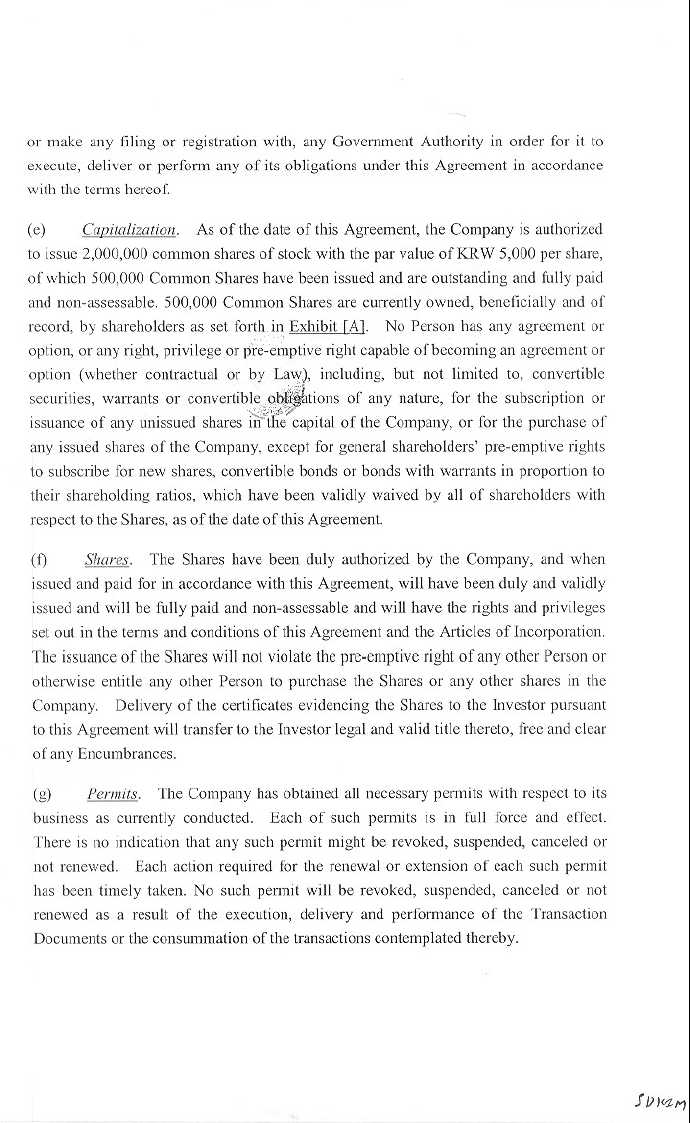 or make any filing or registration with, any Government Authority in order for it to
execute, deliver or perform any of its obligations under this Agreement in accordance
with the terms hereof.
(e) Capitalization. As of the date of this Agreement, the Company is authorized
to issue 2,000,000 common shares of stock with the par value of KRW 5,000 per share,
of which 500,000 Common Shares have been issued and are outstanding and fully paid
and non-assessable. 500,000 Common Shares are currently owned, beneficially and of
record, by shareholders as set forth in Exhibit [A]. No Person has any agreement or
option, or any right, privilege or pre-emptive right capable of becoming an agreement or
option (whether contractual or by Law), including, but not limited to, convertible
securities, warrants or convertible obligations of any nature, for the subscription or
issuance of any unissued shares in the capital of the Company, or for the purchase of
any issued shares of the Company, except for general shareholders' pre-emptive rights
to subscribe for new shares, convertible bonds or bonds with warrants in proportion to
their shareholding ratios, which have been validly waived by all of shareholders with
respect to the Shares, as of the date of this Agreement.
(f) Shares. The Shares have been duly authorized by the Company, and when
issued and paid for in accordance with this Agreement, will have been duly and validly
issued and will be fully paid and non-assessable and will have the rights and privileges
set out in the terms and conditions of this Agreement and the Articles of Incorporation.
The issuance of the Shares will not violate the pre-emptive right of any other Person or
otherwise entitle any other Person to purchase the Shares or any other shares in the
Company. Delivery of the certificates evidencing the Shares to the Investor pursuant
to this Agreement will transfer to the Investor legal and valid title thereto, free and clear
of any Encumbrances.
(g) Permits. The Company has obtained all necessary permits with respect to its
business as currently conducted. Each of such permits is in full force and effect.
There is no indication that any such permit might be revoked, suspended, canceled or
not renewed. Each action required for the renewal or extension of each such permit
has been timely taken. No such permit will be revoked, suspended, canceled or not
renewed as a result of the execution, delivery and performance of the Transaction
Documents or the consummation of the transactions contemplated thereby.